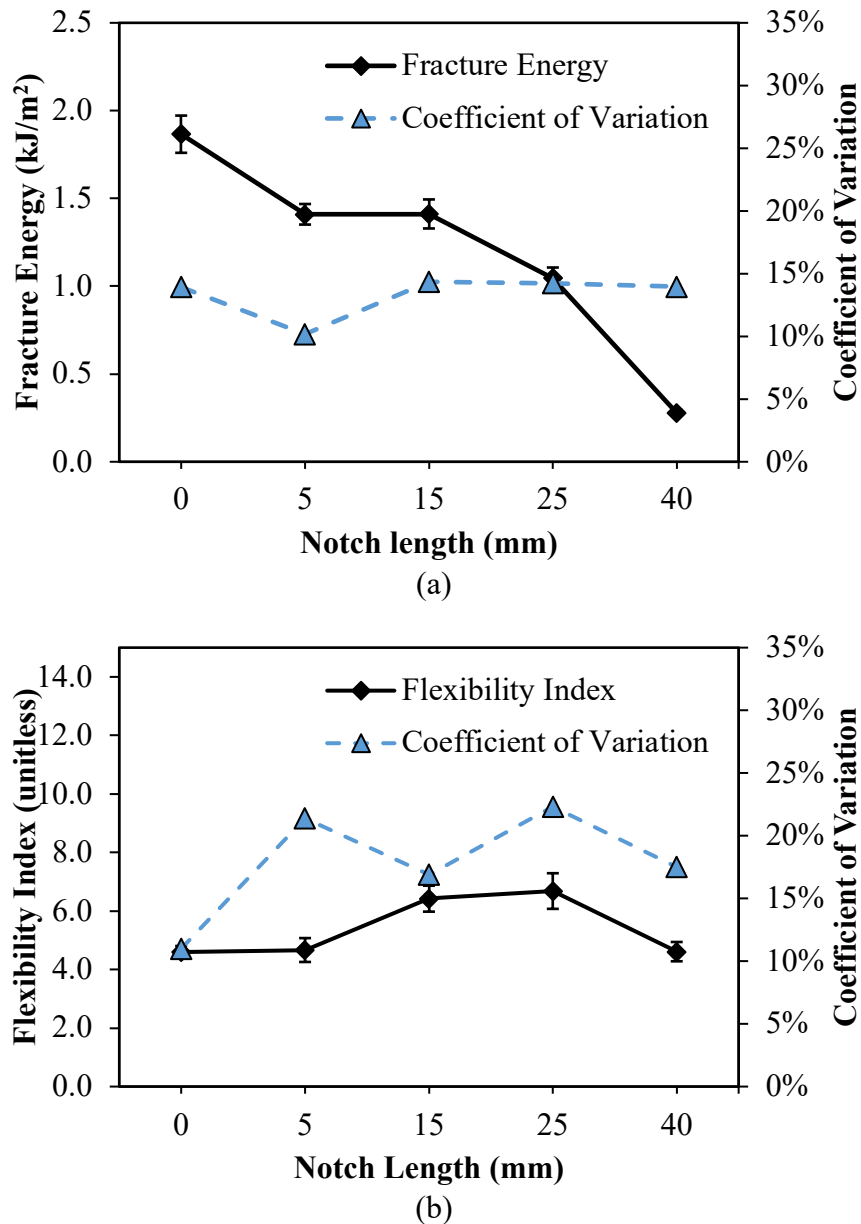 2.5
2.0
1.5
1.0
0.5
0.0
Fracture Energy (kJ/m²)
Fracture Energy
Coefficient of Variation
35%
30%
25%
20%
15%
10%
5%
0%
Coefficient of Variation
0 5 15 25 40
Notch length (mm)
(a)
14.0
12.0
10.0
8.0
6.0
4.0
2.0
0.0
Flexibility Index (unitless)
Flexibility Index
Coefficient of Variation
35%
30%
25%
20%
15%
10%
5%
0%
Coefficient of Variation
0 5 15 25 40
Notch Length (mm)
(b)